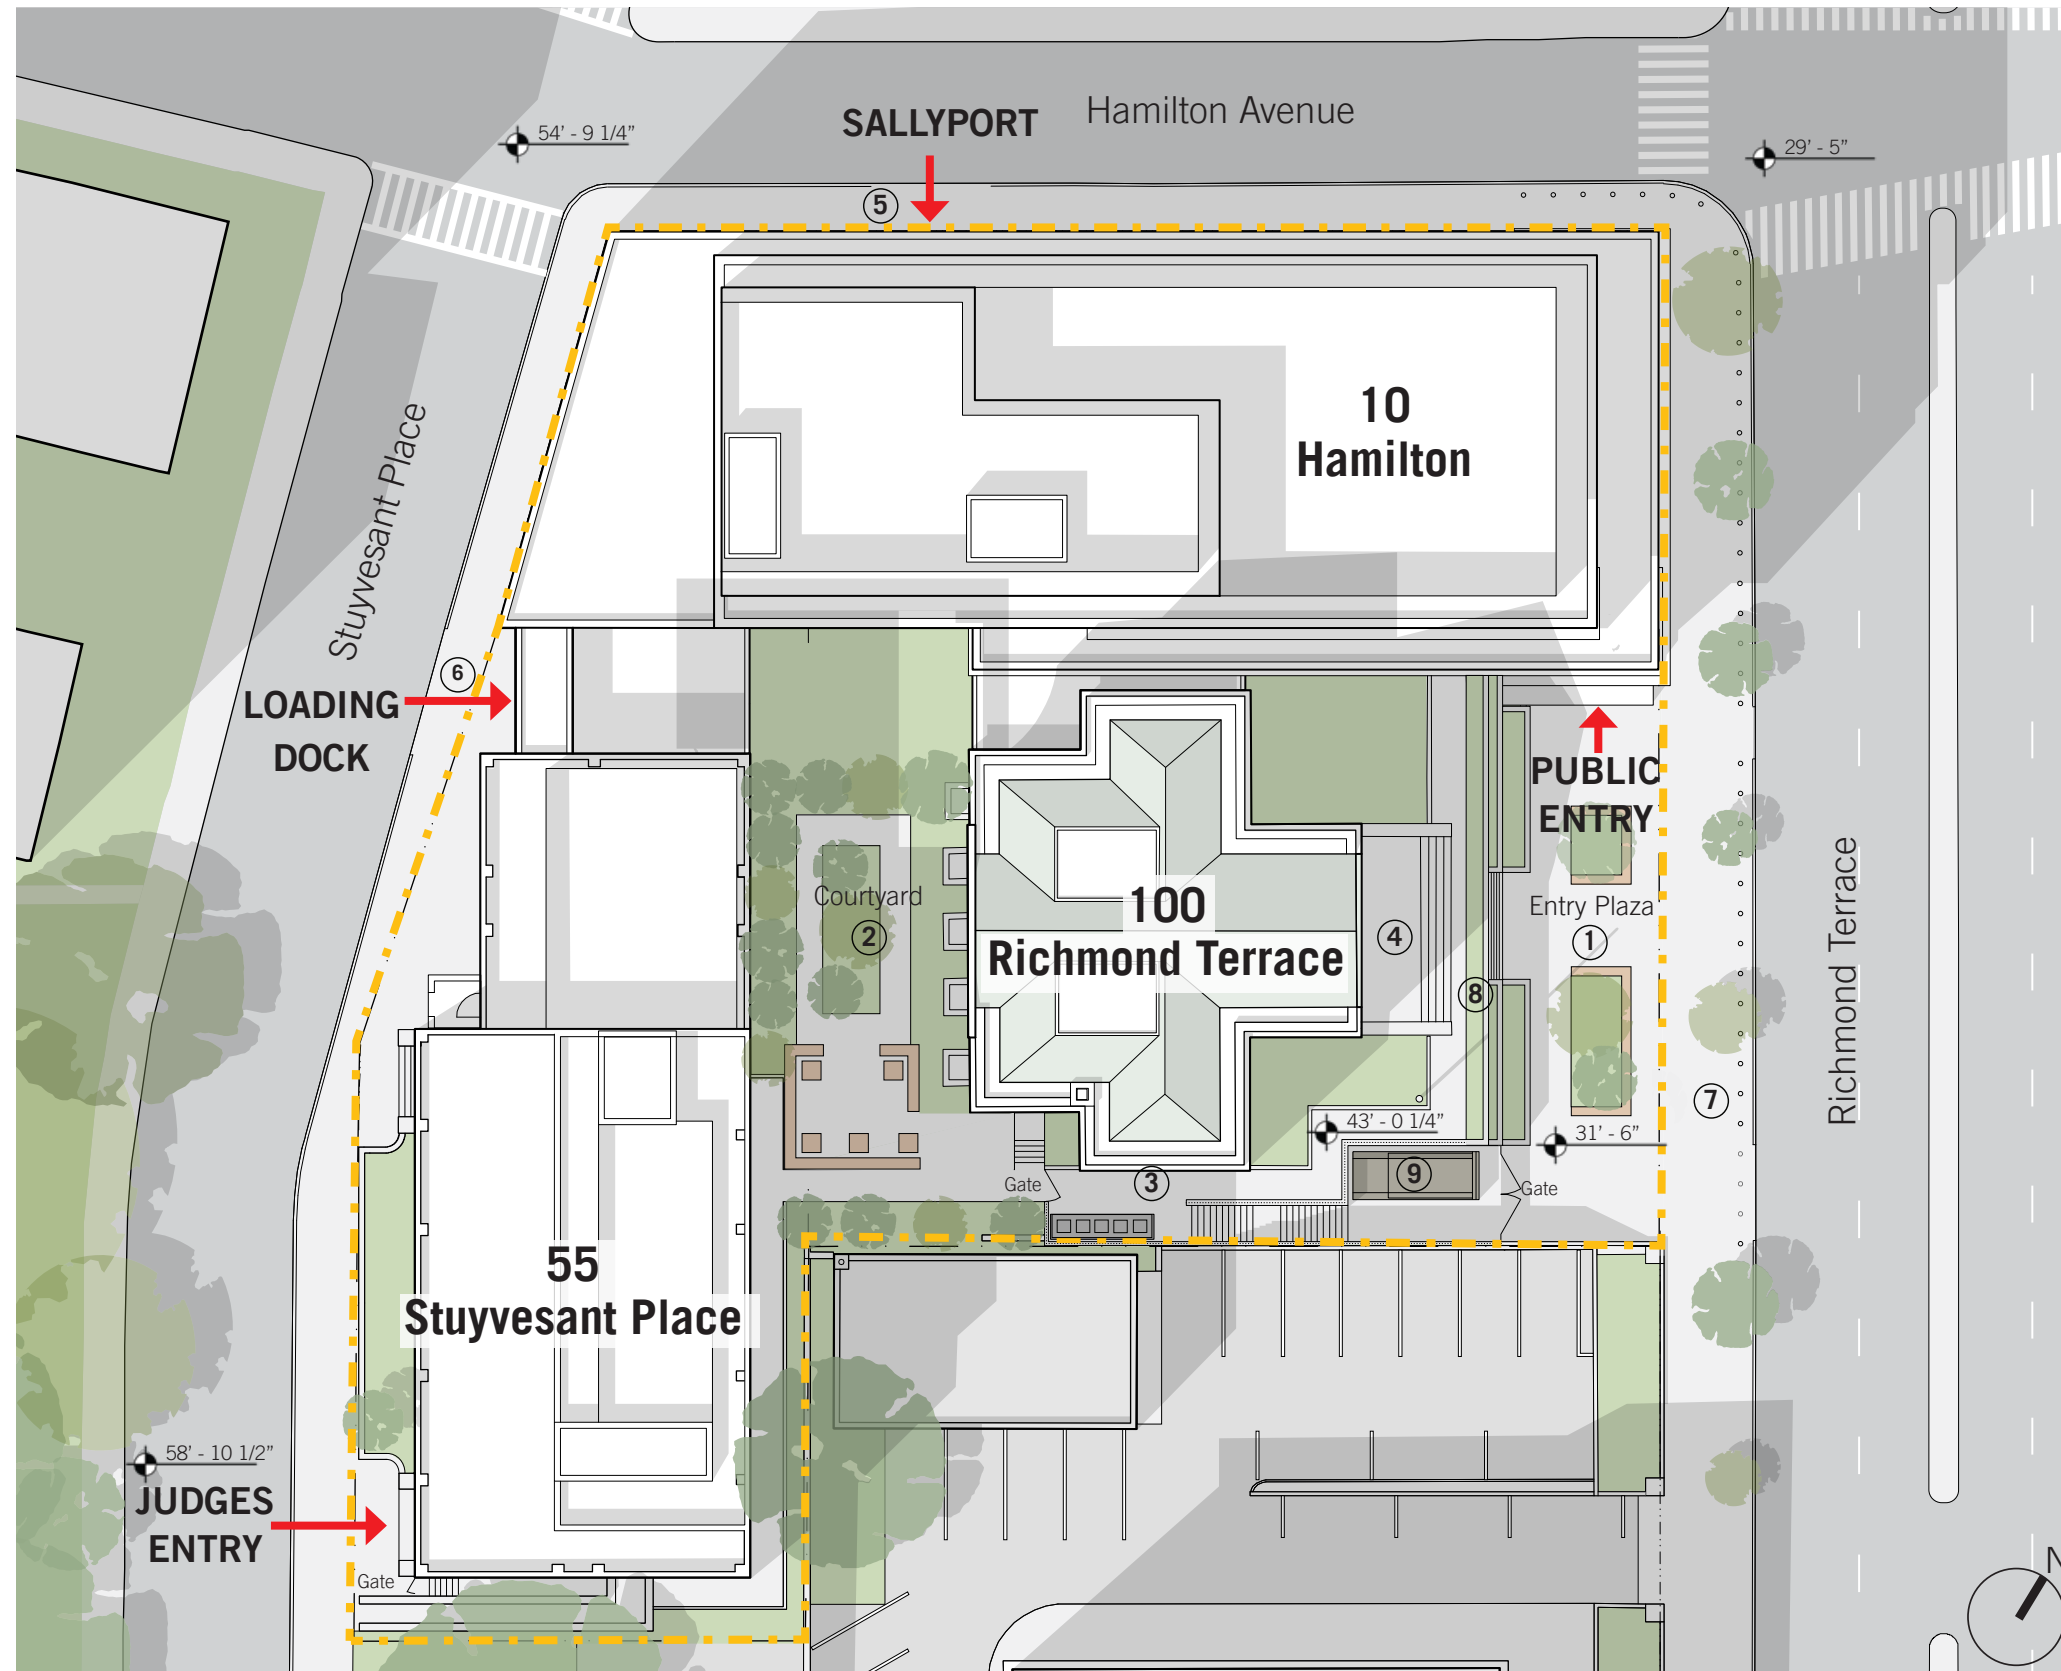 Hamilton Avenue
SALLYPORT
54' - 9 1/4"
29' - 5"
5
10
Hamilton
Stuyvesant Place
6
LOADING
DOCK
PUBLIC
ENTRY
Courtyard
2
100
Richmond Terrace
4
Entry Plaza
1
8
Richmond Terrace
7
43' - 0 1/4"
31' - 6"
9
3
Gate
Gate
55
Stuyvesant Place
58' - 10 1/2"
JUDGES
ENTRY
Gate
N